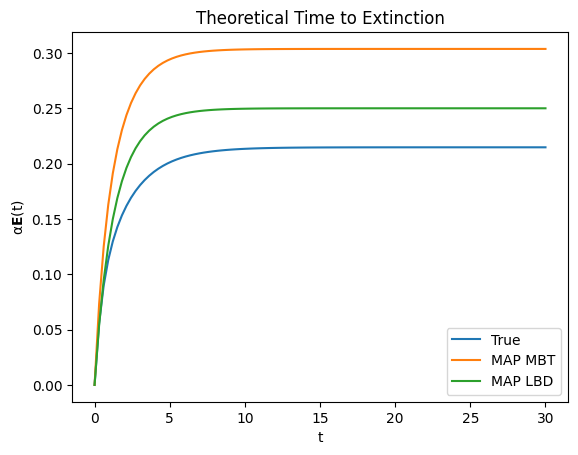 Theoretical Time to Extinction
α𝐄(t)
0.30
0.25
0.20
0.15
0.10
0.05
0.00
0 5 10 15 20 25 30
t
True
MAP MBT
MAP LBD